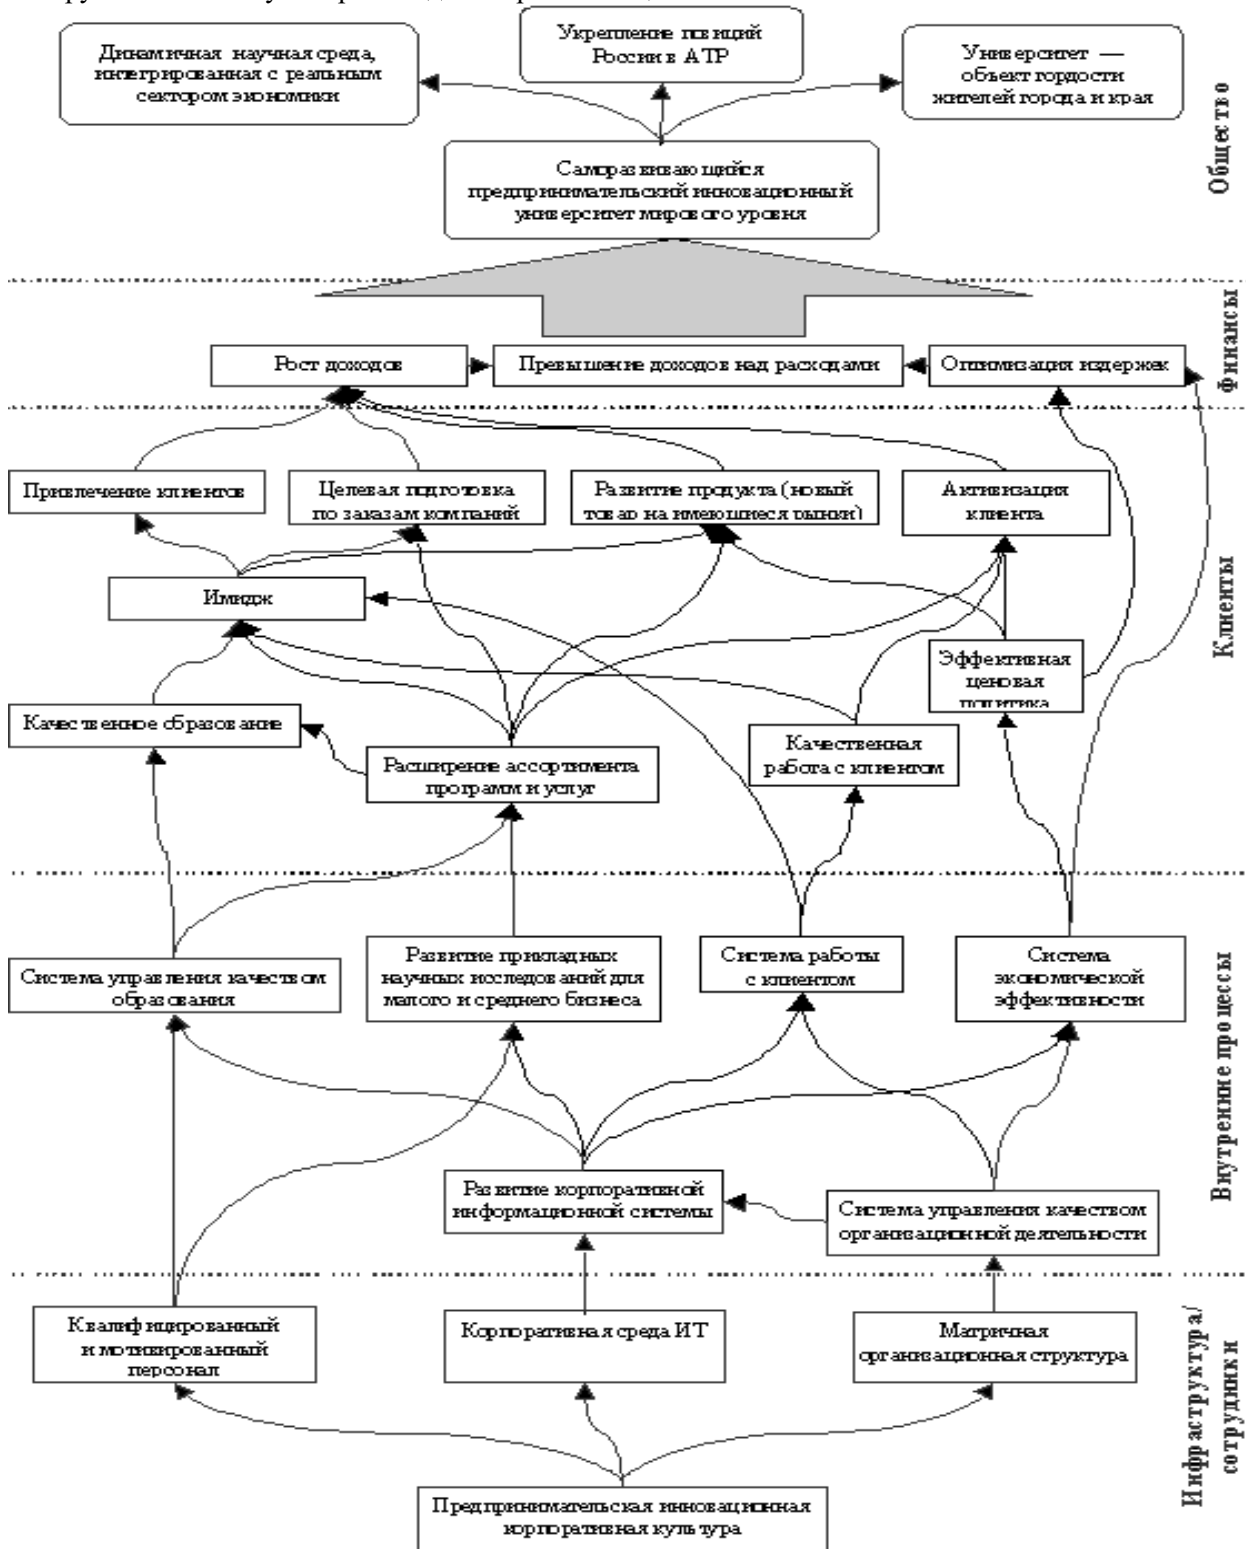 Динамичная научная среда,
интегрированная с реальным
сектором экономики
Укрепление позиций
России в АТР
Университет —
объект гордости
жителей города и края
Саморазвивающийся
предпринимательский инновационный
университет мирового уровня
Общество
Рост доходов
Превышение доходов над расходами
Оптимизация издержек
Финансы
Привлечение клиентов
Целевая подготовка
по заказам компаний
Развитие продукта (новый
товар на имеющиеся рынки)
Активизация
клиента
Имидж
Эффективная
ценовая
политика
Качественное образование
Расширение ассортимента
программ и услуг
Качественная
работа с клиентом
Клиенты
Система управления качеством
образования
Развитие прикладных
научных исследований для
малого и среднего бизнеса
Система работы
с клиентом
Система
экономической
эффективности
Развитие корпоративной
информационной системы
Система управления качеством
организационной деятельности
Внутренние процессы
Квалифицированный
и мотивированный
персонал
Корпоративная среда ИТ
Матричная
организационная структура
Предпринимательская инновационная
корпоративная культура
Инфраструктура/
сотрудники